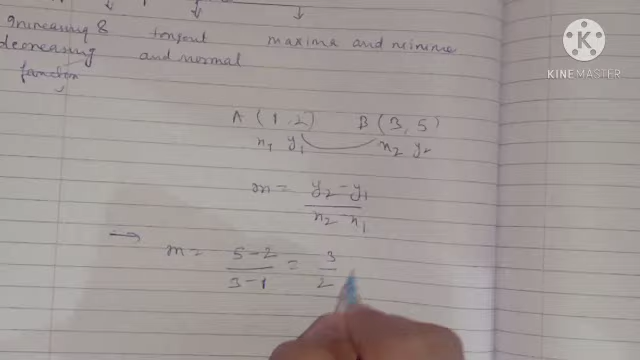 increasing &
tangent
maxima and minima
decreasing
and normal
function
A (1,2) B (3,5)
x1 y1 x2 y2
m = y2 - y1 / x2 - x1
→ m = 5-2 / 3-1 = 3 / 2
KINEMASTER